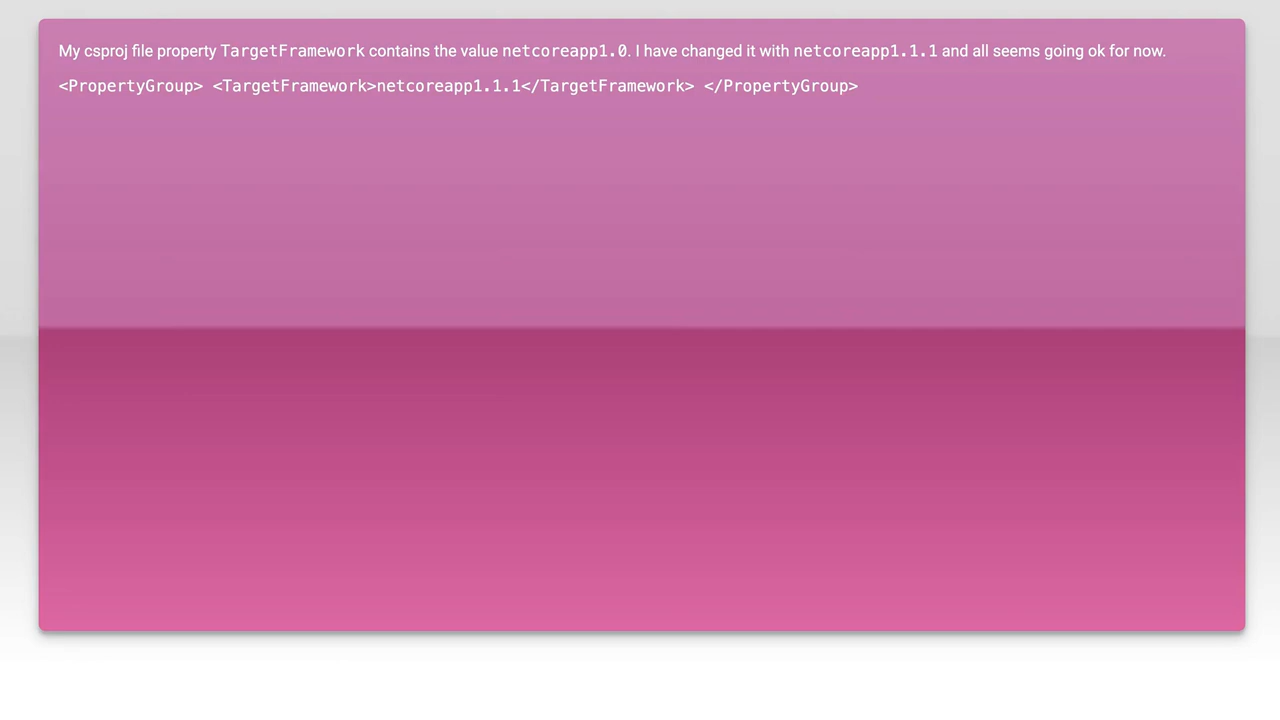 My csproj file property TargetFramework contains the value netcoreapp1.0. I have changed it with netcoreapp1.1.1 and all seems going ok for now.
<PropertyGroup> <TargetFramework>netcoreapp1.1.1</TargetFramework> </PropertyGroup>